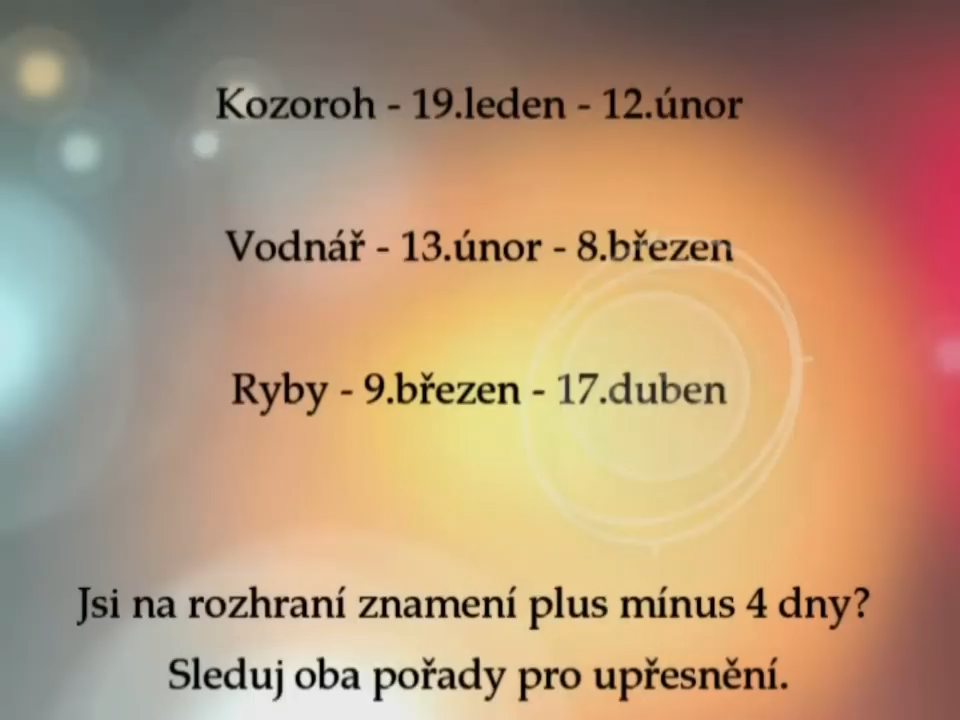 Kozoroh - 19.leden - 12.únor
Vodnář - 13.únor - 8.březen
Ryby - 9.březen - 17.duben
Jsi na rozhraní znamení plus mínus 4 dny?
Sleduj oba pořady pro upřesnění.